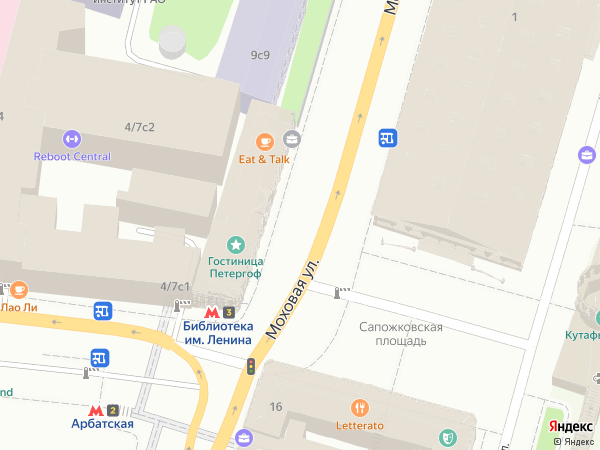 институт РАО
1
9с9
4/7с2
Reboot Central
Eat & Talk
Гостиница
Петергоф
4/7с1
Лао Ли
3
Библиотека
им. Ленина
Моховая ул.
Сапожковская
площадь
2
Арбатская
16
Letterato
Яндекс
© Яндекс